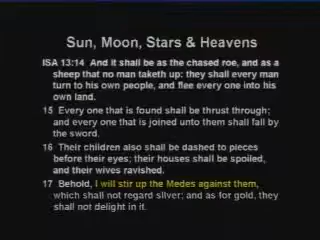 Sun, Moon, Stars & Heavens
ISA 13:14 And it shall be as the chased roe, and as a
sheep that no man taketh up: they shall every man
turn to his own people, and flee every one into his
own land.
15 Every one that is found shall be thrust through;
and every one that is joined unto them shall fall by
the sword.
16 Their children also shall be dashed to pieces
before their eyes; their houses shall be spoiled,
and their wives ravished.
17 Behold, I will stir up the Medes against them,
which shall not regard silver; and as for gold, they
shall not delight in it.